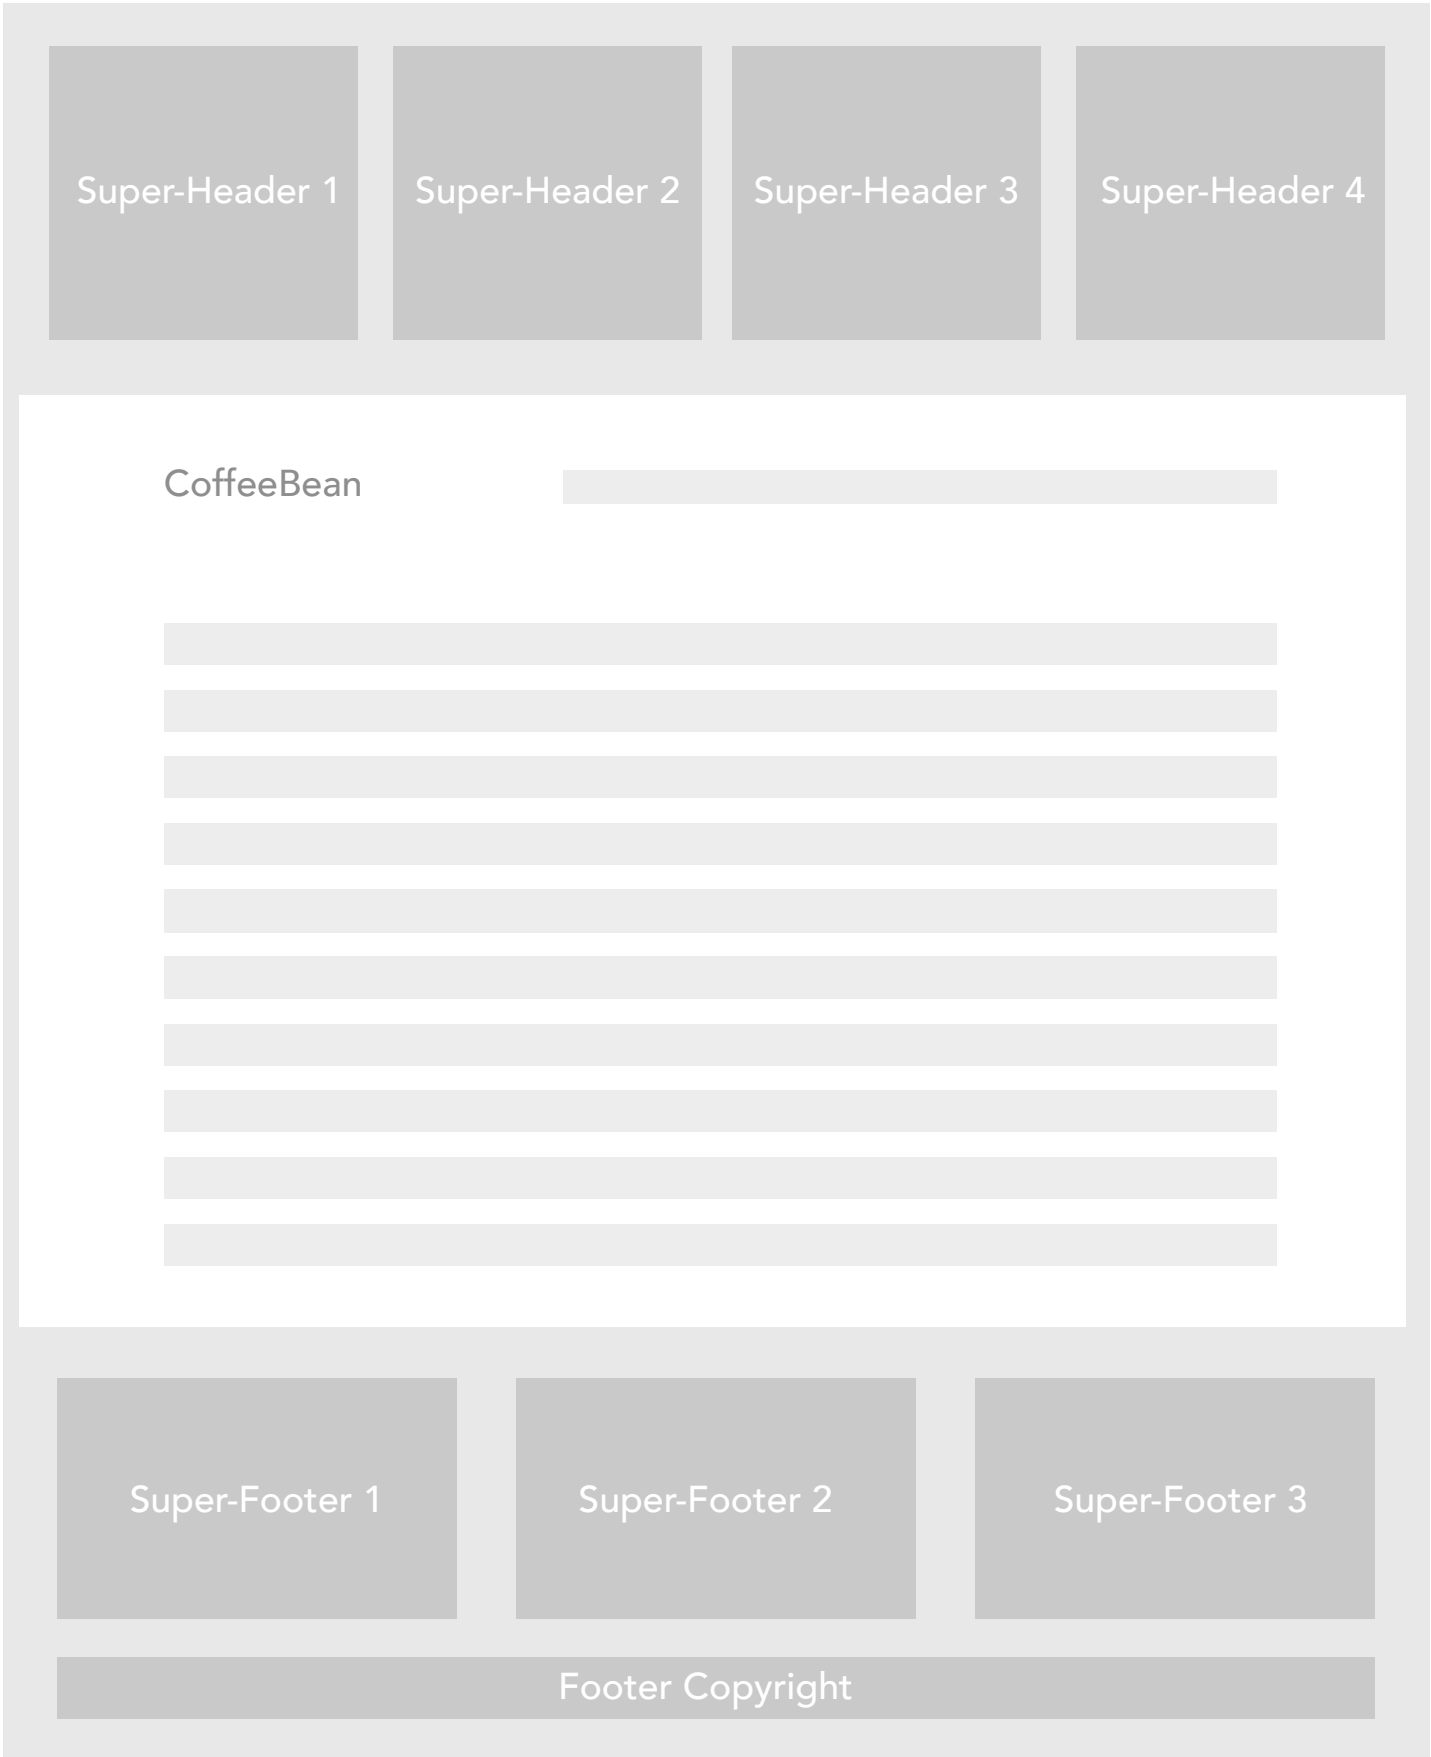 Super-Header 1
Super-Header 2
Super-Header 3
Super-Header 4
CoffeeBean
Super-Footer 1
Super-Footer 2
Super-Footer 3
Footer Copyright